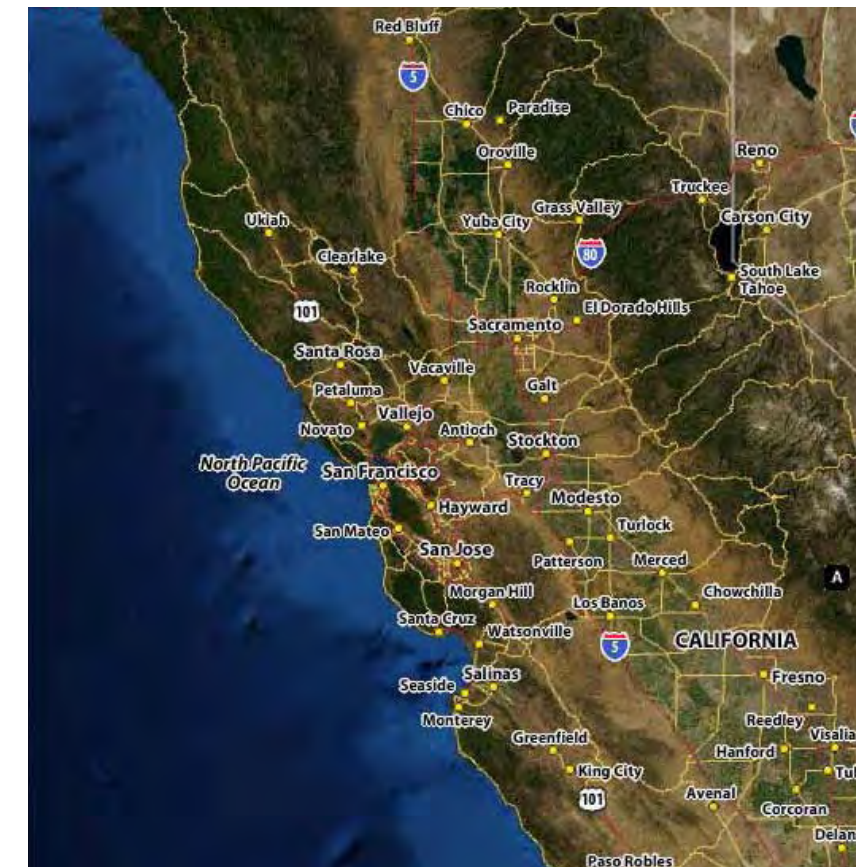 Red Bluff
5
Chico
Paradise
Oroville
Reno
Truckee
Ukiah
Yuba City
Grass Valley
Carson City
80
Clearlake
South Lake
Tahoe
Rocklin
El Dorado Hills
101
Sacramento
Santa Rosa
Vacaville
Petaluma
Galt
Vallejo
Novato
Antioch
Stockton
North Pacific
Ocean
San Francisco
Tracy
Modesto
Hayward
San Mateo
Turlock
San Jose
Patterson
Merced
A
Morgan Hill
Los Banos
Chowchilla
Santa Cruz
Watsonville
5
CALIFORNIA
Salinas
Fresno
Seaside
Monterey
Reedley
Greenfield
Hanford
Visalia
King City
Tul
101
Avenal
Corcoran
Delan
Paso Robles